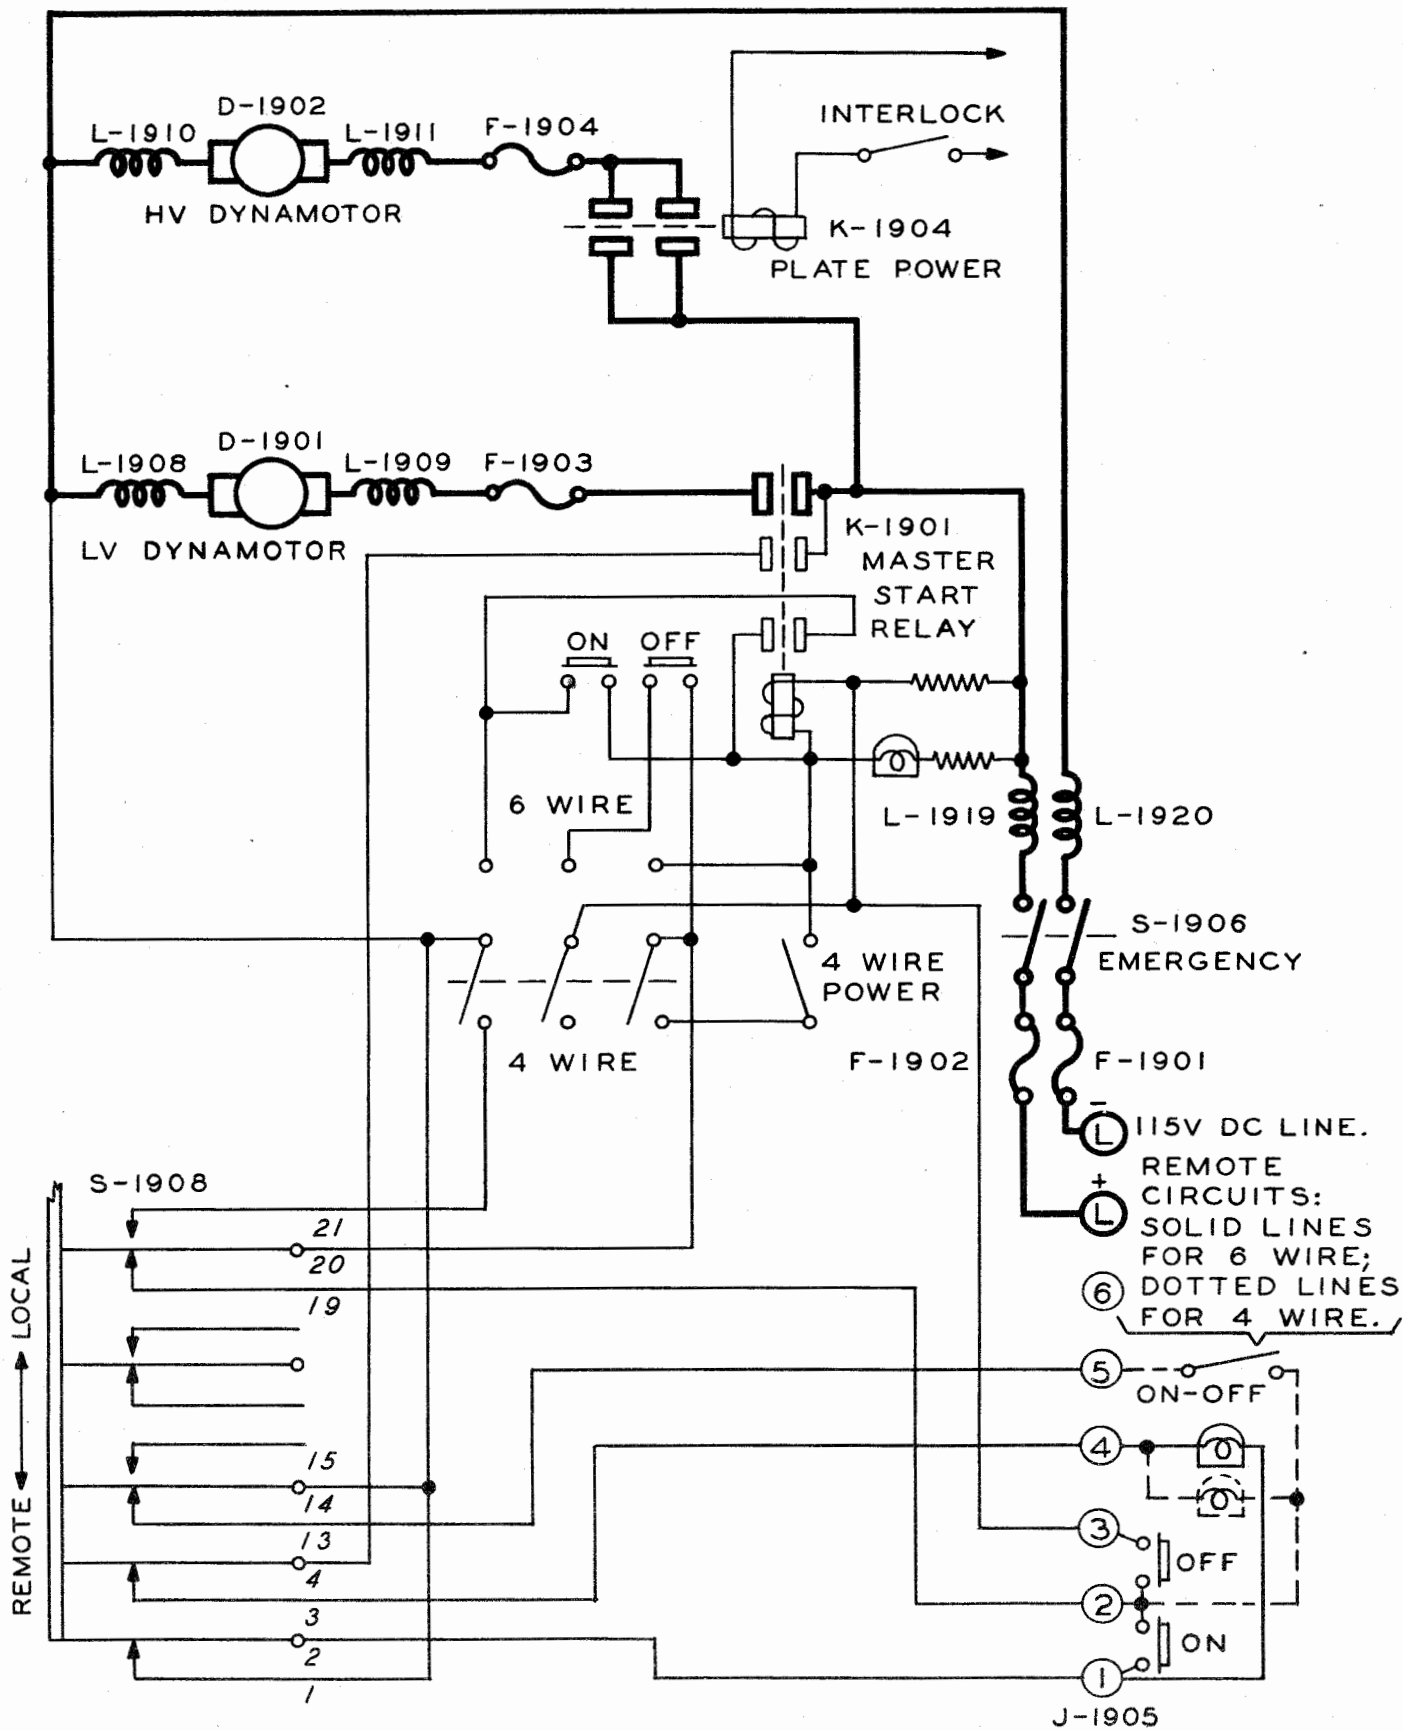 D-1902
L-1910
L-1911
F-1904
HV DYNAMOTOR
INTERLOCK
K-1904
PLATE POWER
D-1901
L-1908
L-1909
F-1903
LV DYNAMOTOR
K-1901
MASTER
START
RELAY
ON
OFF
6 WIRE
L-1919
L-1920
S-1906
EMERGENCY
4 WIRE
POWER
4 WIRE
F-1902
F-1901
−
L
115V DC LINE.
+
L
REMOTE
CIRCUITS:
SOLID LINES
FOR 6 WIRE;
DOTTED LINES
FOR 4 WIRE.
6
S-1908
21
20
19
15
14
13
4
3
2
1
REMOTE
LOCAL
5
ON-OFF
4
3
OFF
2
ON
1
J-1905